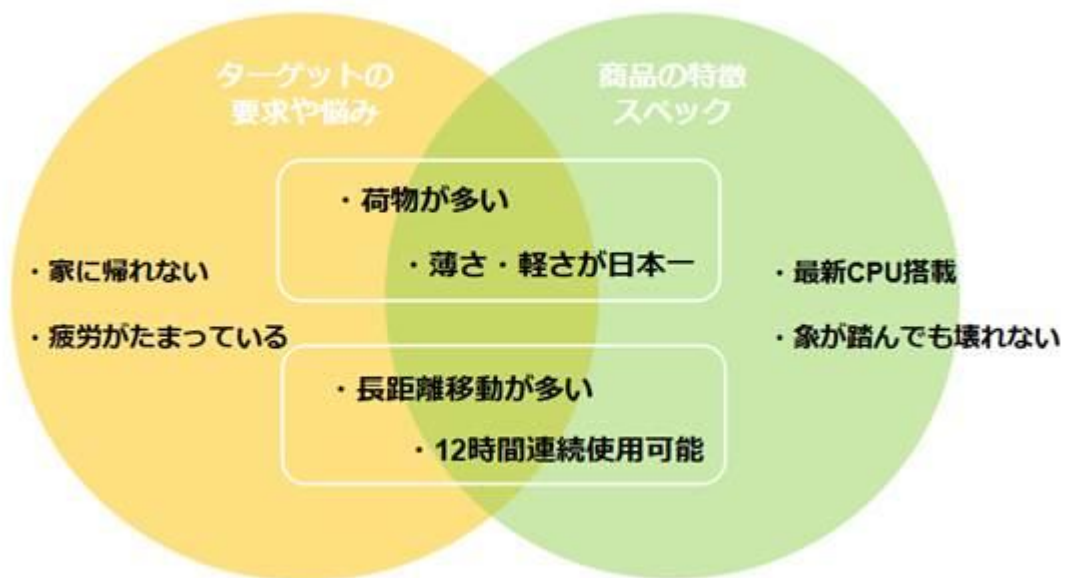 ターゲットの
要求や悩み
商品の特徴
スペック
・荷物が多い
・薄さ・軽さが日本一
・家に帰れない
・疲労がたまっている
・最新CPU搭載
・象が踏んでも壊れない
・長距離移動が多い
・12時間連続使用可能